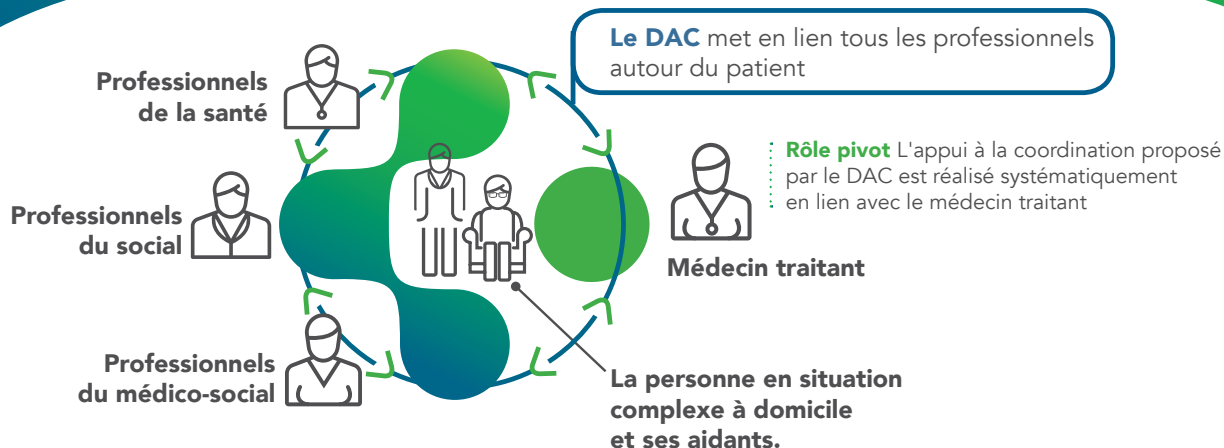 Le DAC met en lien tous les professionnels
autour du patient
Professionnels
de la santé
Rôle pivot L'appui à la coordination proposé
par le DAC est réalisé systématiquement
en lien avec le médecin traitant
Professionnels
du social
Médecin traitant
Professionnels
du médico-social
La personne en situation
complexe à domicile
et ses aidants.